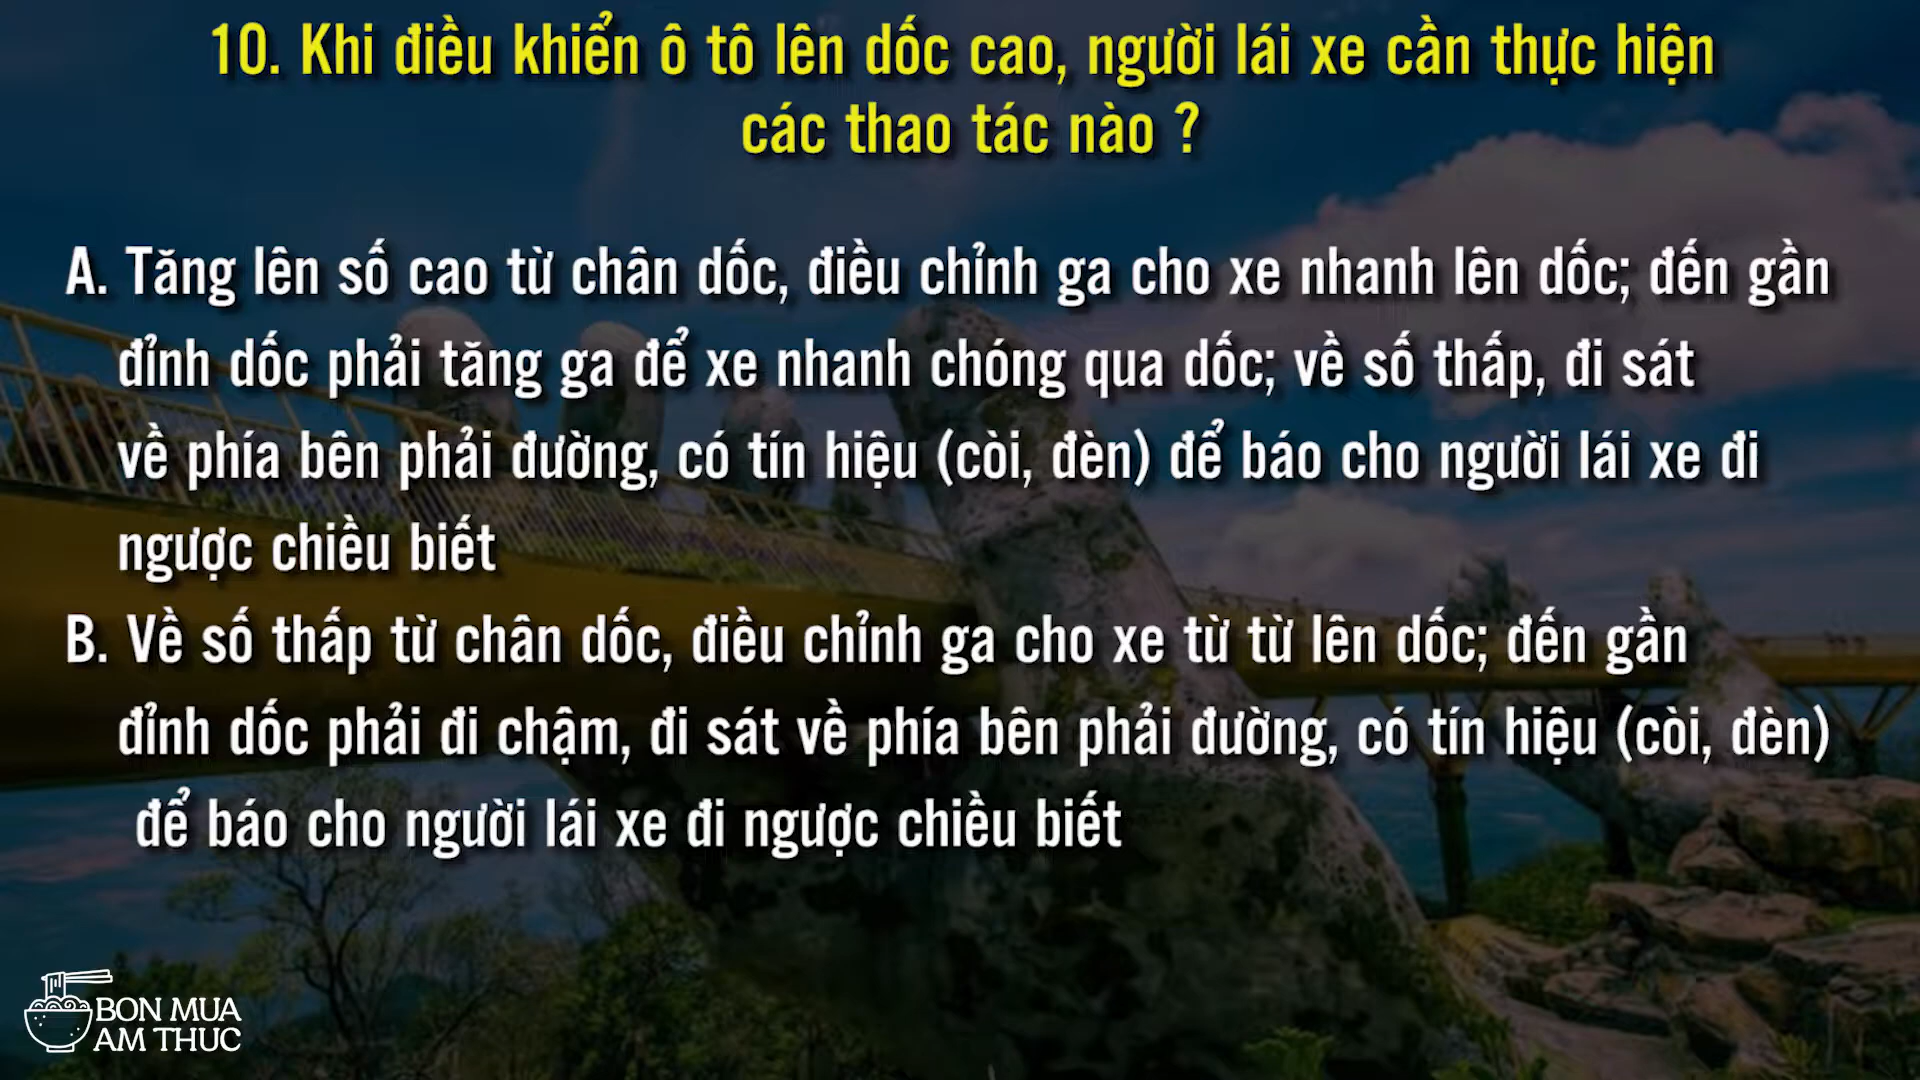 10. Khi điều khiển ô tô lên dốc cao, người lái xe cần thực hiện
các thao tác nào ?
A. Tăng lên số cao từ chân dốc, điều chỉnh ga cho xe nhanh lên dốc; đến gần
đỉnh dốc phải tăng ga để xe nhanh chóng qua dốc; về số thấp, đi sát
về phía bên phải đường, có tín hiệu (còi, đèn) để báo cho người lái xe đi
ngược chiều biết
B. Về số thấp từ chân dốc, điều chỉnh ga cho xe từ từ lên dốc; đến gần
đỉnh dốc phải đi chậm, đi sát về phía bên phải đường, có tín hiệu (còi, đèn)
để báo cho người lái xe đi ngược chiều biết
BON MUA
AM THUC